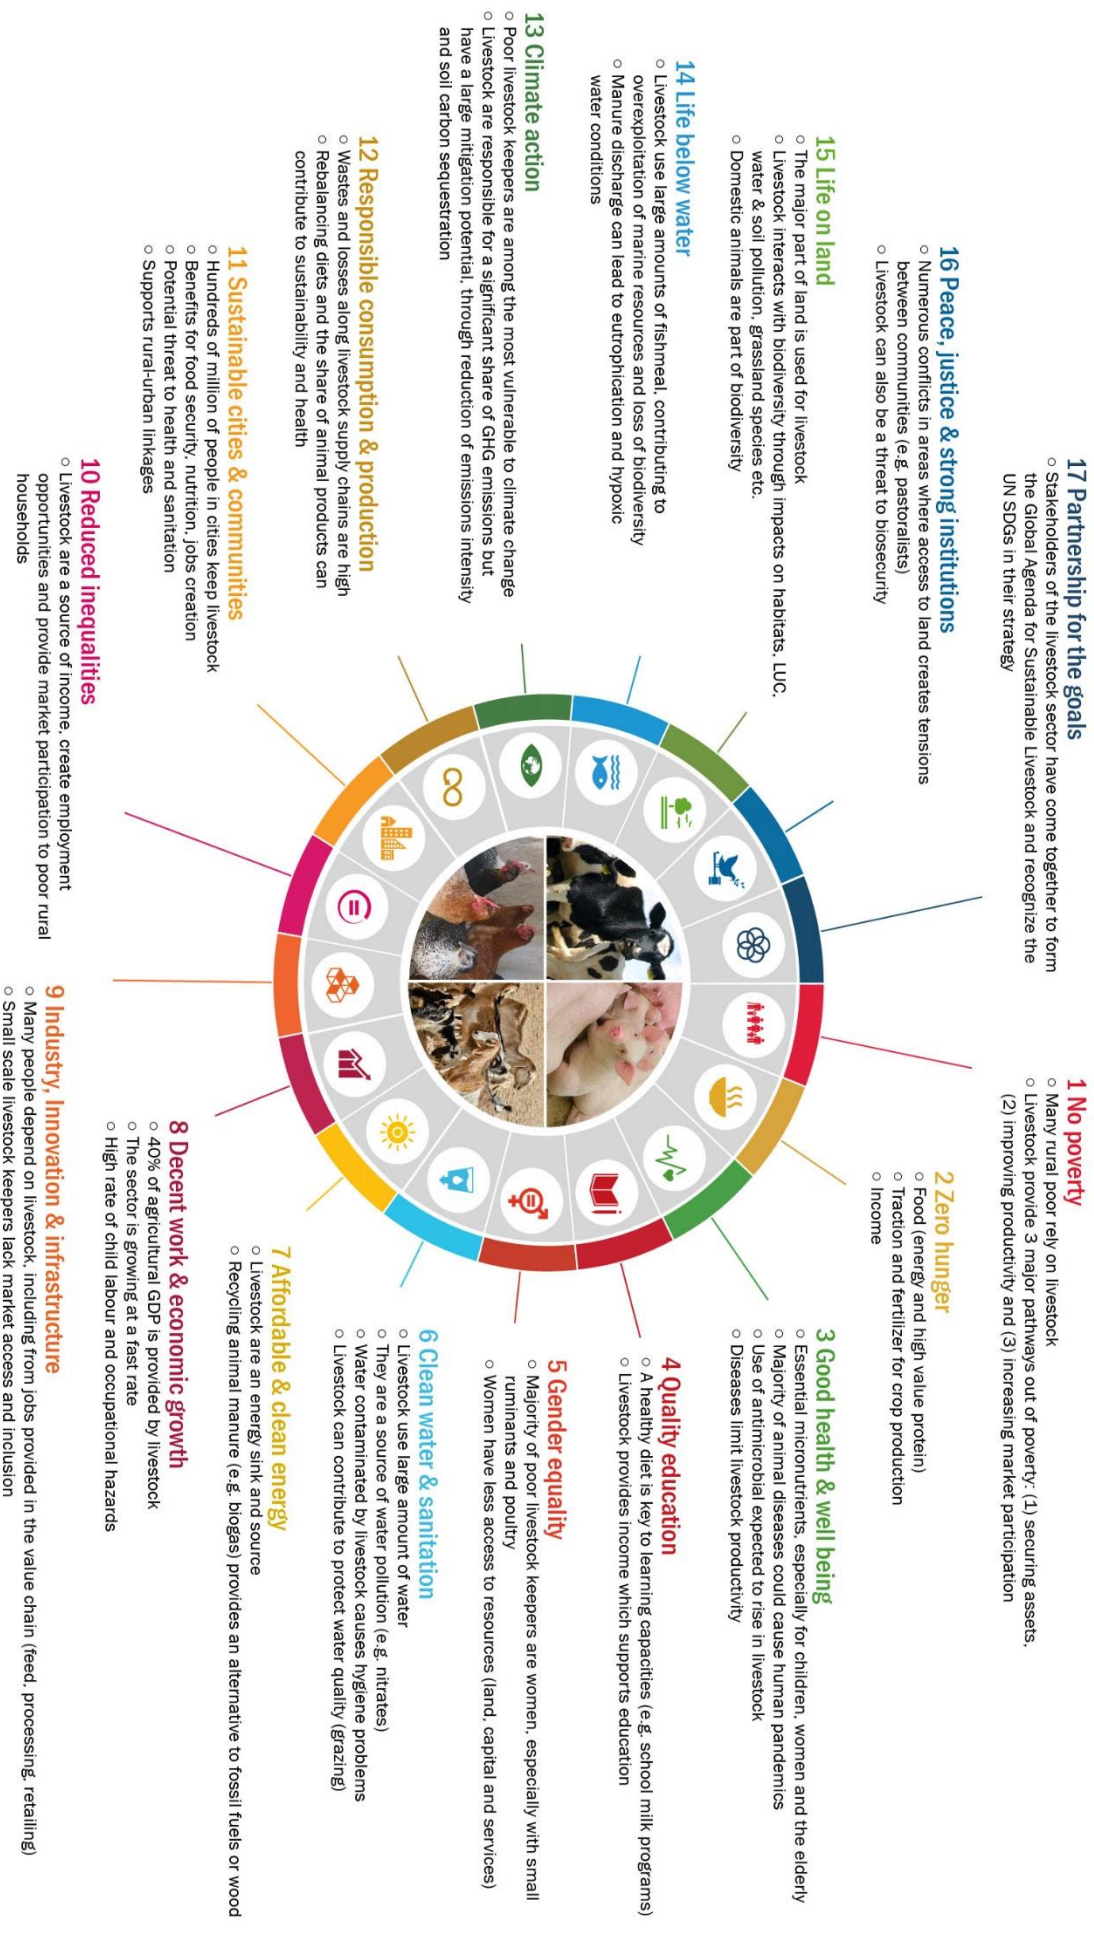 17 Partnership for the goals
○ Stakeholders of the livestock sector have come together to form
the Global Agenda for Sustainable Livestock and recognize the
UN SDGs in their strategy
16 Peace, justice & strong institutions
○ Numerous conflicts in areas where access to land creates tensions
between communities (e.g. pastoralists)
○ Livestock can also be a threat to biosecurity
15 Life on land
○ The major part of land is used for livestock
○ Livestock interacts with biodiversity through impacts on habitats, LUC,
water & soil pollution, grassland species etc.
○ Domestic animals are part of biodiversity
14 Life below water
○ Livestock use large amounts of fishmeal, contributing to
overexploitation of marine resources and loss of biodiversity
○ Manure discharge can lead to eutrophication and hypoxic
water conditions
13 Climate action
○ Poor livestock keepers are among the most vulnerable to climate change
○ Livestock are responsible for a significant share of GHG emissions but
have a large mitigation potential, through reduction of emissions intensity
and soil carbon sequestration
12 Responsible consumption & production
○ Wastes and losses along livestock supply chains are high
○ Rebalancing diets and the share of animal products can
contribute to sustainability and health
11 Sustainable cities & communities
○ Hundreds of million of people in cities keep livestock
○ Benefits for food security, nutrition, jobs creation
○ Potential threat to health and sanitation
○ Supports rural-urban linkages
10 Reduced inequalities
○ Livestock are a source of income, create employment
opportunities and provide market participation to poor rural
households
1 No poverty
○ Many rural poor rely on livestock
○ Livestock provide 3 major pathways out of poverty: (1) securing assets,
(2) improving productivity and (3) increasing market participation
2 Zero hunger
○ Food (energy and high value protein)
○ Traction and fertilizer for crop production
○ Income
3 Good health & well being
○ Essential micronutrients, especially for children, women and the elderly
○ Majority of animal diseases could cause human pandemics
○ Use of antimicrobial expected to rise in livestock
○ Diseases limit livestock productivity
4 Quality education
○ A healthy diet is key to learning capacities (e.g. school milk programs)
○ Livestock provides income which supports education
5 Gender equality
○ Majority of poor livestock keepers are women, especially with small
ruminants and poultry
○ Women have less access to resources (land, capital and services)
6 Clean water & sanitation
○ Livestock use large amount of water
○ They are a source of water pollution (e.g. nitrates)
○ Water contaminated by livestock causes hygiene problems
○ Livestock can contribute to protect water quality (grazing)
7 Affordable & clean energy
○ Livestock are an energy sink and source
○ Recycling animal manure (e.g. biogas) provides an alternative to fossil fuels or wood
8 Decent work & economic growth
○ 40% of agricultural GDP is provided by livestock
○ The sector is growing at a fast rate
○ High rate of child labour and occupational hazards
9 Industry, Innovation & infrastructure
○ Many people depend on livestock, including from jobs provided in the value chain (feed, processing, retailing)
○ Small scale livestock keepers lack market access and inclusion